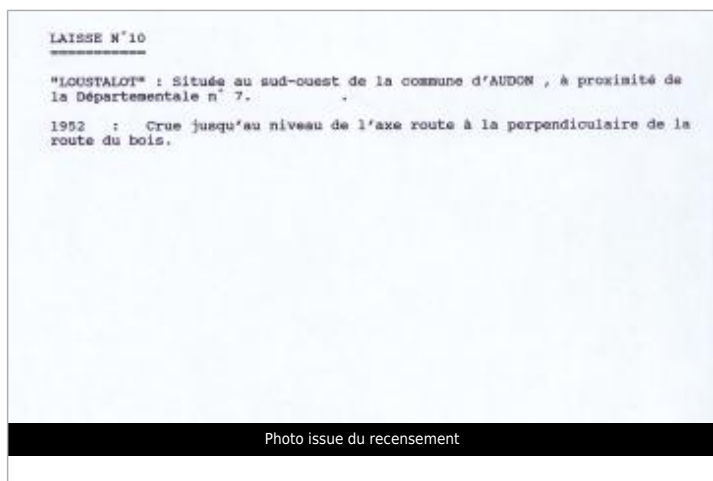 LAISSE N°10
"LOUSTALOT" : Située au sud-ouest de la commune d'AUDON , à proximité de
la Départementale n° 7.
1952 : Crue jusqu'au niveau de l'axe route à la perpendiculaire de la
route du bois.
Photo issue du recensement